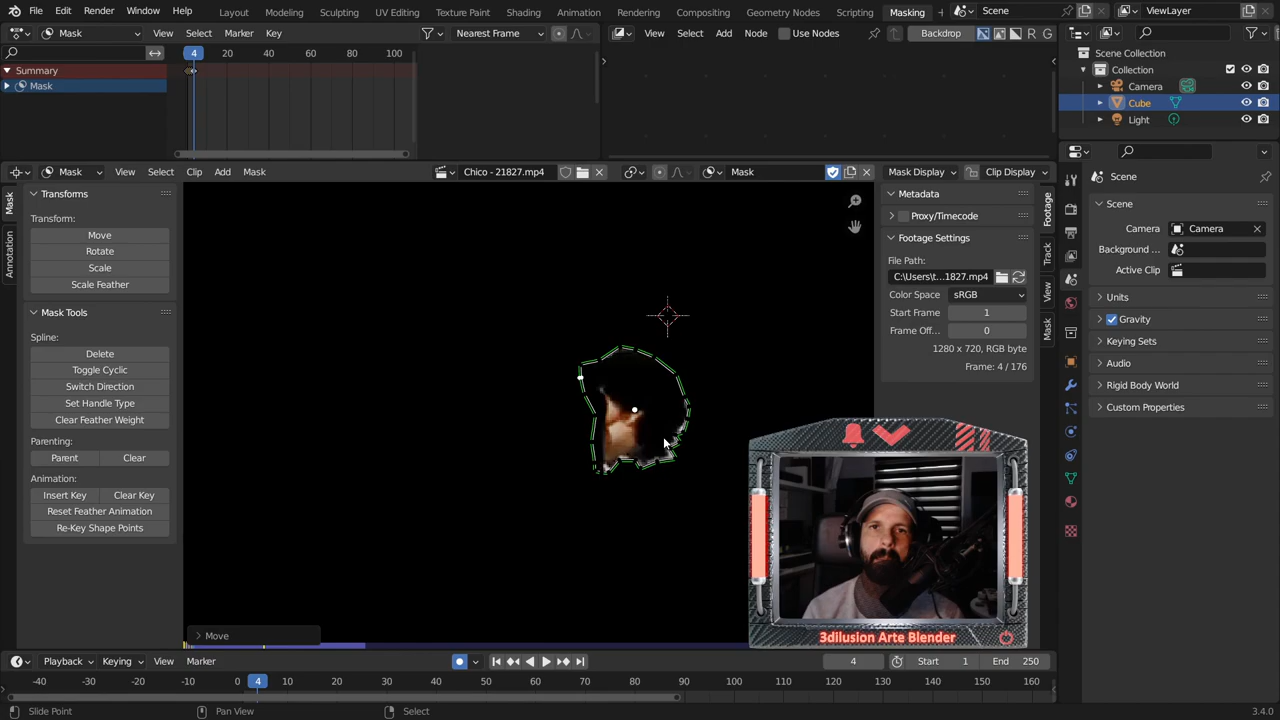 File Edit Render Window Help Layout Modeling Sculpting UV Editing Texture Paint Shading Animation Rendering Compositing Geometry Nodes Scripting Masking + Scene ViewLayer
Mask View Select Marker Key Nearest Frame View Select Add Node Use Nodes Backdrop R G
4 20 40 60 80 100
Scene Collection
Summary
Collection
Mask
Camera
Cube
Light
Mask View Select Clip Add Mask Chico - 21827.mp4 Mask Mask Display Clip Display
Mask
Annotation
Transforms
Transform:
Move
Rotate
Scale
Scale Feather
Mask Tools
Spline:
Delete
Toggle Cyclic
Switch Direction
Set Handle Type
Clear Feather Weight
Parenting:
Parent Clear
Animation:
Insert Key Clear Key
Reset Feather Animation
Re-Key Shape Points
Move
Metadata
Proxy/Timecode
Footage Settings
File Path:
C:\Users\t...1827.mp4
Color Space sRGB
Start Frame 1
Frame Off... 0
1280 x 720, RGB byte
Frame: 4 / 176
Footage
Track
View
Mask
Scene
Scene
Camera Camera
Background ...
Active Clip
Units
Gravity
Keying Sets
Audio
Rigid Body World
Custom Properties
3dilusion Arte Blender
Playback Keying View Marker 4 Start 1 End 250
-40 -30 -20 -10 4 10 20 30 40 50 60 70 80 90 100 110 120 130 140 150 160
Slide Point Pan View Select 3.4.0